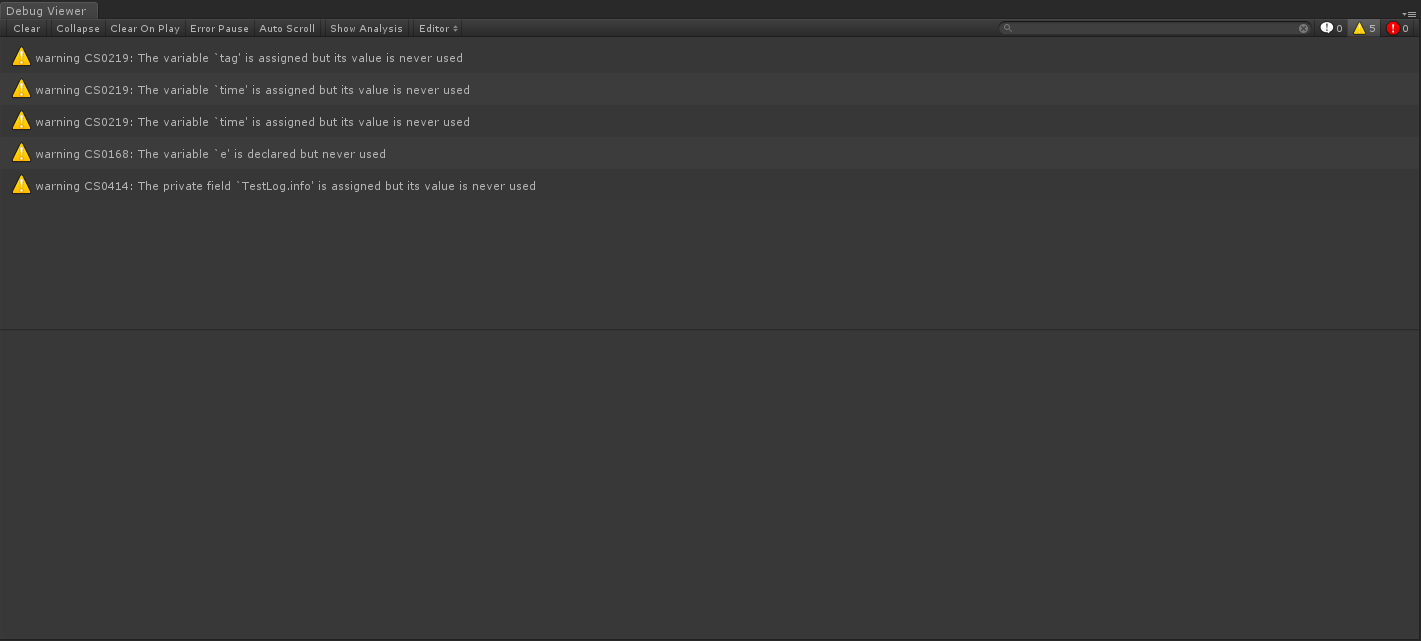 Debug Viewer
Clear Collapse Clear On Play Error Pause Auto Scroll Show Analysis Editor 0 5 0
warning CS0219: The variable `tag' is assigned but its value is never used
warning CS0219: The variable `time' is assigned but its value is never used
warning CS0219: The variable `time' is assigned but its value is never used
warning CS0168: The variable `e' is declared but never used
warning CS0414: The private field `TestLog.info' is assigned but its value is never used